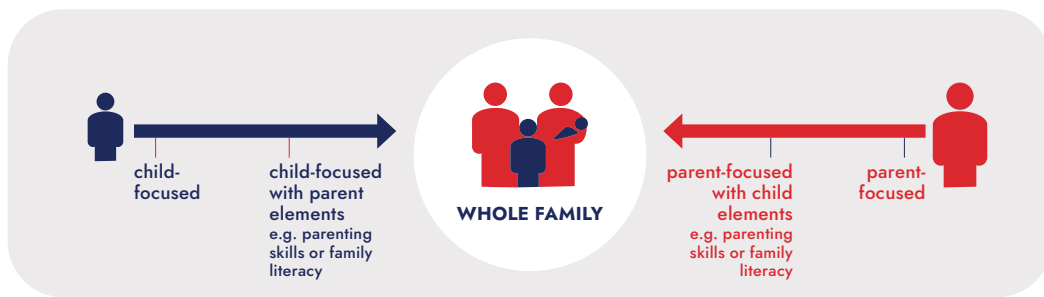 child-
focused
child-focused
with parent
elements
e.g. parenting
skills or family
literacy
WHOLE FAMILY
parent-focused
with child
elements
e.g. parenting
skills or family
literacy
parent-
focused